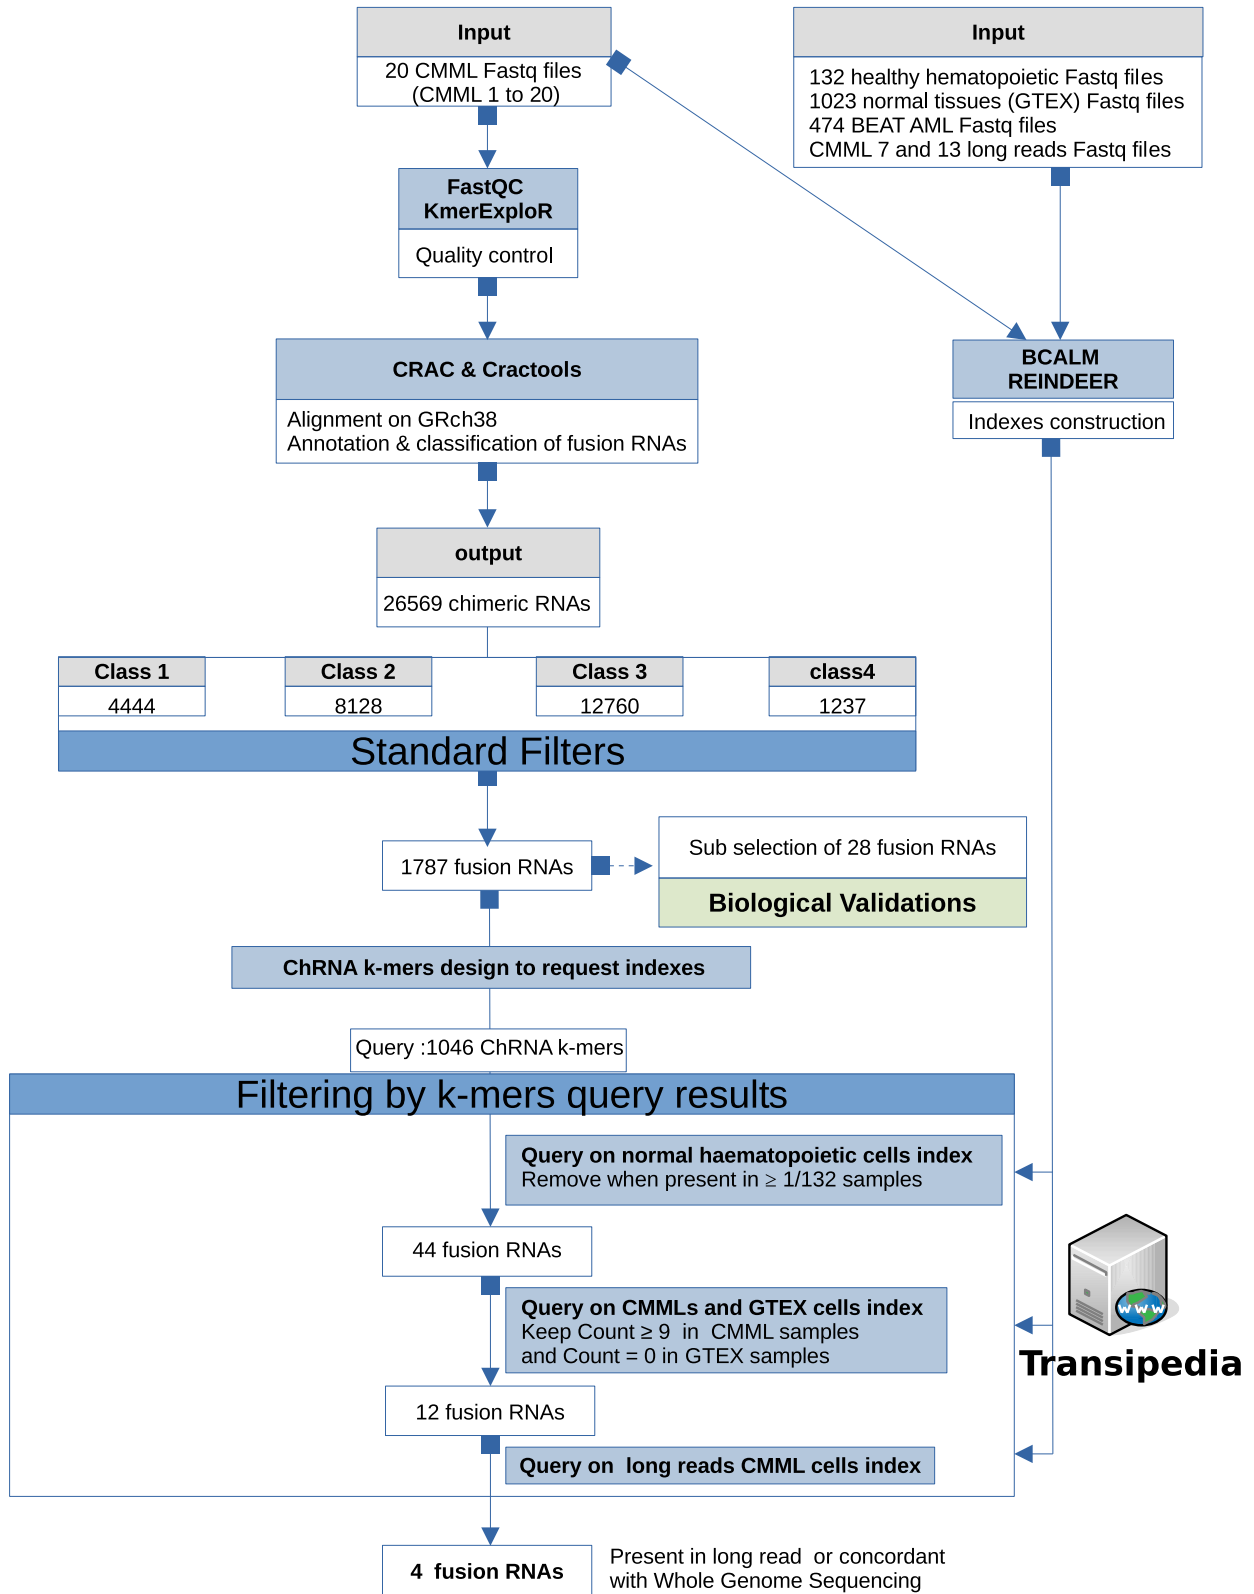 Input
20 CMML Fastq files
(CMML 1 to 20)
Input
132 healthy hematopoietic Fastq files
1023 normal tissues (GTEX) Fastq files
474 BEAT AML Fastq files
CMML 7 and 13 long reads Fastq files
FastQC
KmerExploR
Quality control
CRAC & Cractools
Alignment on GRch38
Annotation & classification of fusion RNAs
BCALM
REINDEER
Indexes construction
output
26569 chimeric RNAs
Class 1
4444
Class 2
8128
Class 3
12760
class4
1237
Standard Filters
1787 fusion RNAs
Sub selection of 28 fusion RNAs
Biological Validations
ChRNA k-mers design to request indexes
Query :1046 ChRNA k-mers
Filtering by k-mers query results
Query on normal haematopoietic cells index
Remove when present in ≥ 1/132 samples
44 fusion RNAs
Query on CMMLs and GTEX cells index
Keep Count ≥ 9 in CMML samples
and Count = 0 in GTEX samples
www
Transipedia
12 fusion RNAs
Query on long reads CMML cells index
4 fusion RNAs
Present in long read or concordant
with Whole Genome Sequencing